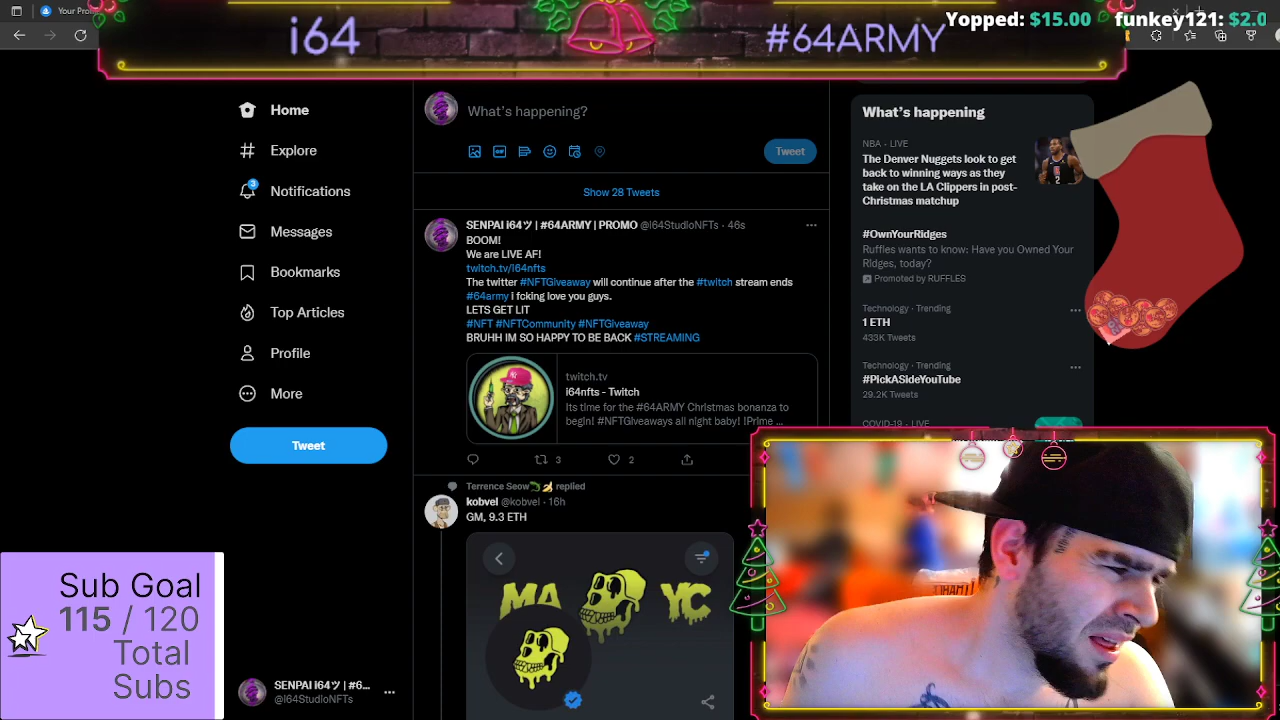 Your Pro
i64
#64ARMY
Yopped: $15.00 funkey121: $2.0
Home
Explore
3
Notifications
Messages
Bookmarks
Top Articles
Profile
More
Tweet
SENPAI i64ツ | #6...
@i64StudioNFTs
Sub Goal
115 / 120
Total
Subs
What's happening?
GIF
Tweet
Show 28 Tweets
SENPAI i64ツ | #64ARMY | PROMO @i64StudioNFTs · 46s
BOOM!
We are LIVE AF!
twitch.tv/i64nfts
The twitter #NFTGiveaway will continue after the #twitch stream ends
#64army i fcking love you guys.
LETS GET LIT
#NFT #NFTCommunity #NFTGiveaway
BRUHH IM SO HAPPY TO BE BACK #STREAMING
twitch.tv
i64nfts - Twitch
Its time for the #64ARMY Christmas bonanza to
begin! #NFTGiveaways all night baby! !Prime ...
3
2
Terrence Seow🐊🍌 replied
kobvel @kobvel · 16h
GM, 9.3 ETH
MA YC
What's happening
NBA · LIVE
The Denver Nuggets look to get
back to winning ways as they
take on the LA Clippers in post-
Christmas matchup
#OwnYourRidges
Ruffles wants to know: Have you Owned Your
Ridges, today?
Promoted by RUFFLES
Technology · Trending
1 ETH
433K Tweets
Technology · Trending
#PickASideYouTube
29.2K Tweets
COVID-19 · LIVE